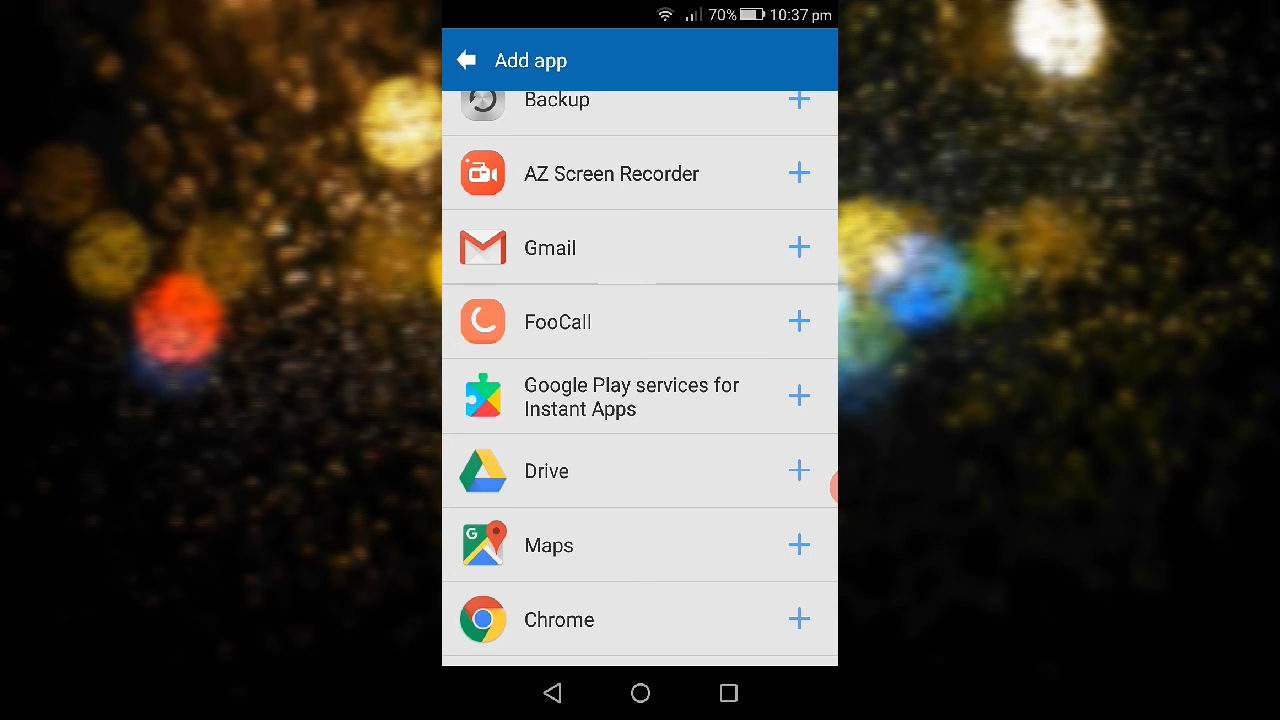 70% 10:37 pm
Add app
Backup
AZ Screen Recorder
Gmail
FooCall
Google Play services for
Instant Apps
Drive
G
Maps
Chrome